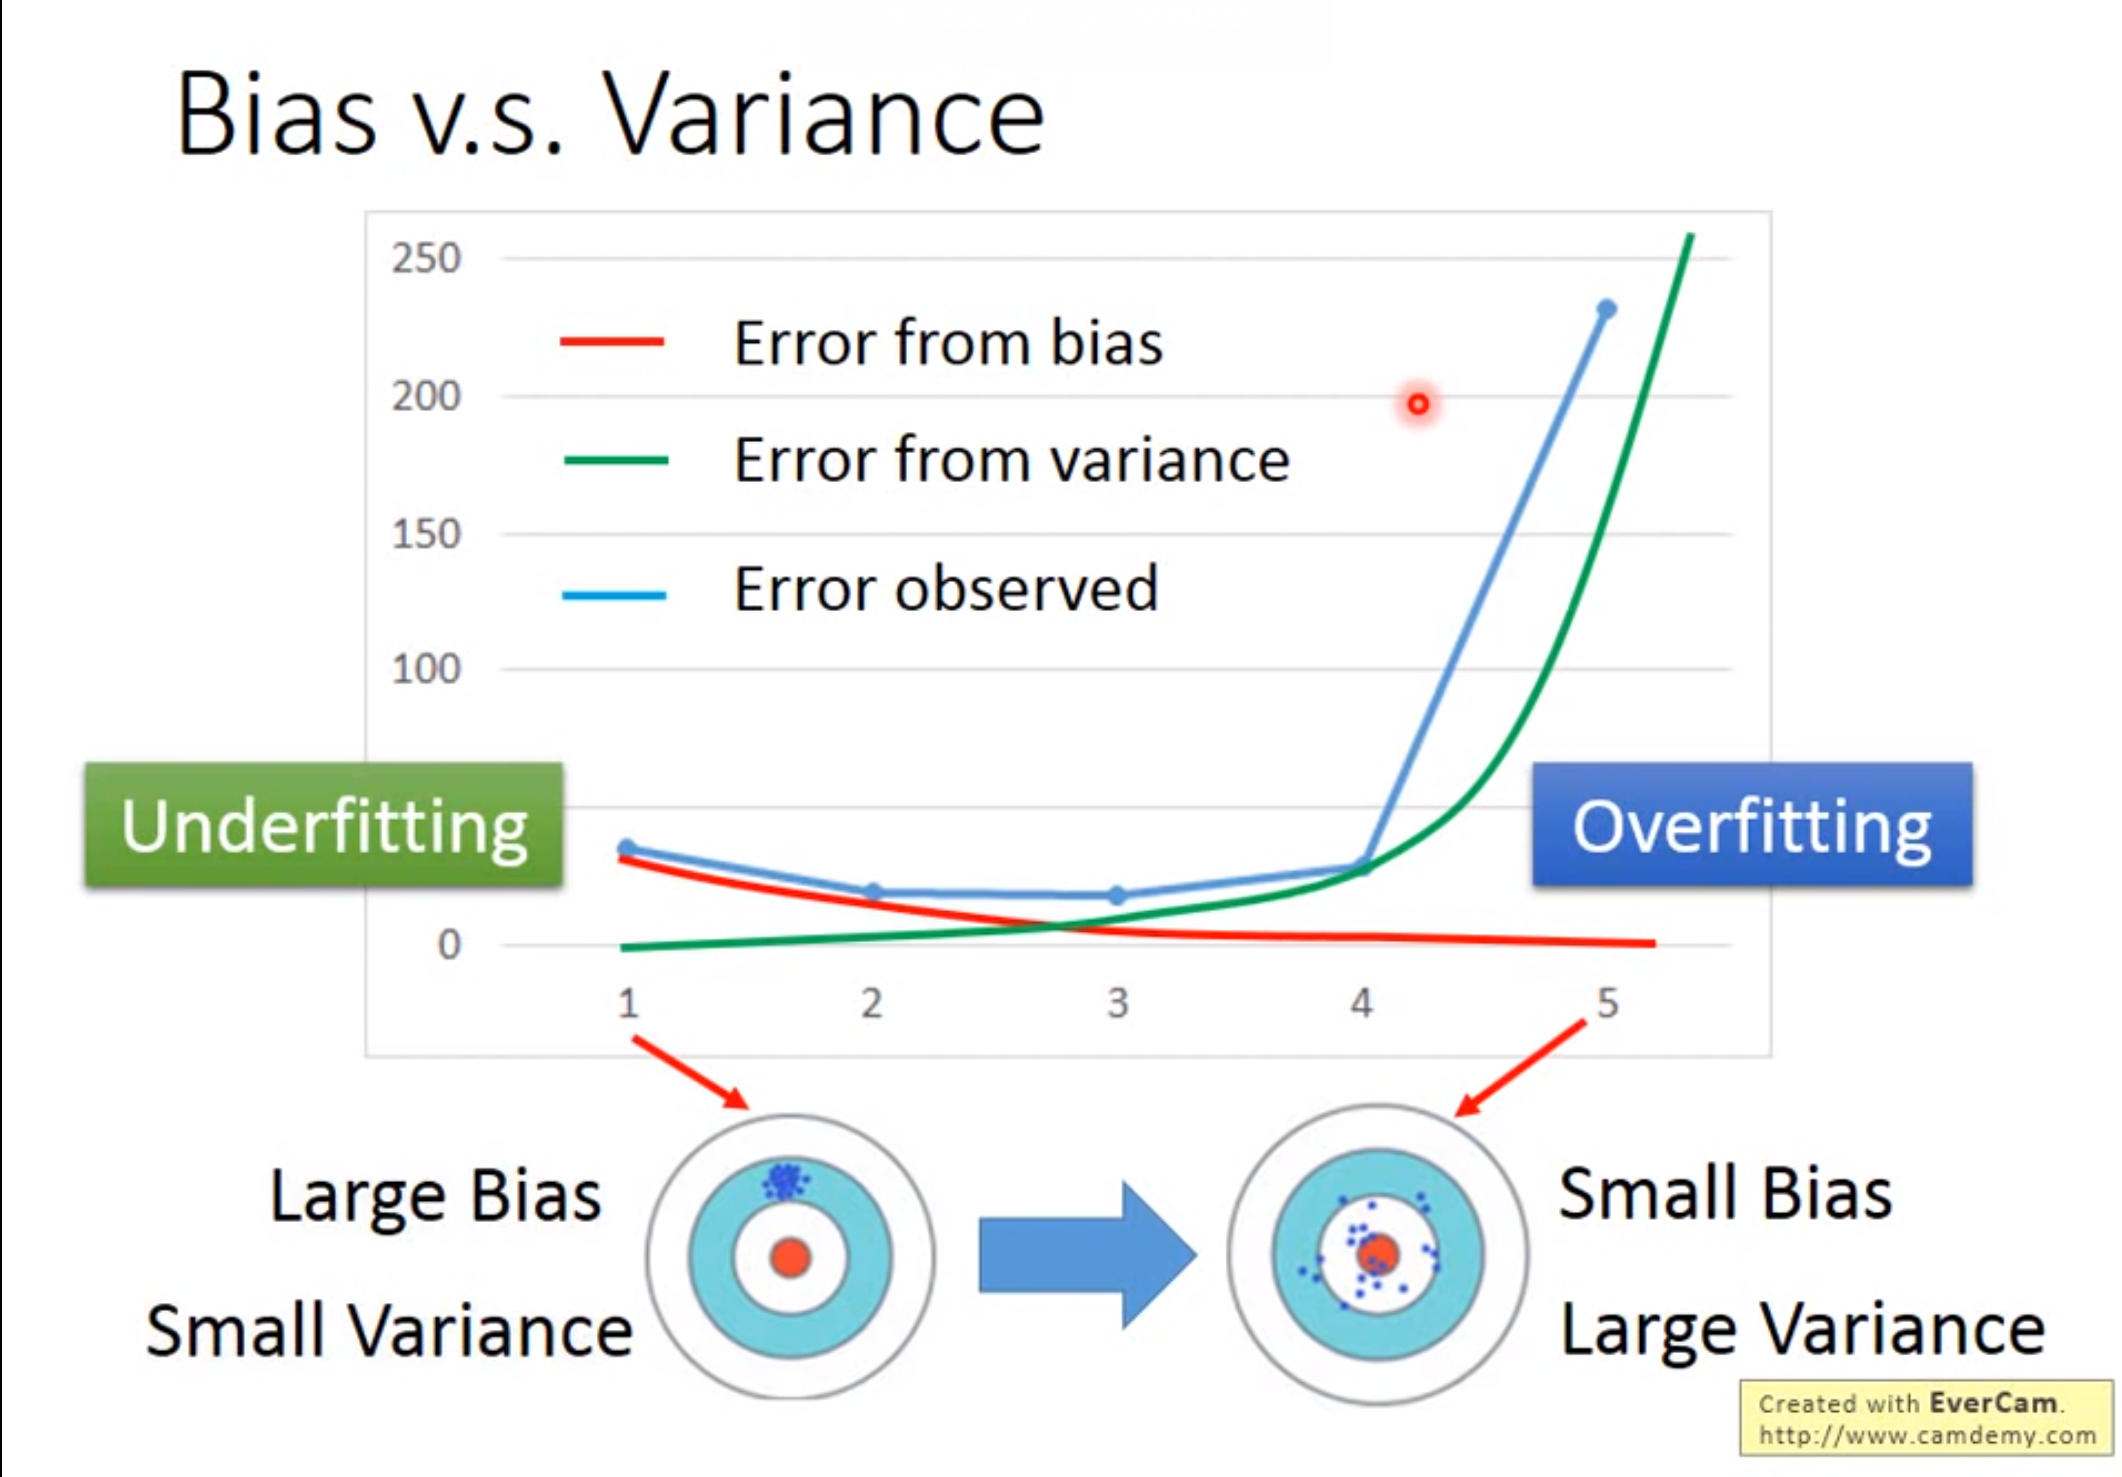 Bias v.s. Variance
250
200
150
100
0
Error from bias
Error from variance
Error observed
Underfitting
Overfitting
1 2 3 4 5
Large Bias
Small Variance
Small Bias
Large Variance
Created with EverCam.
http://www.camdemy.com